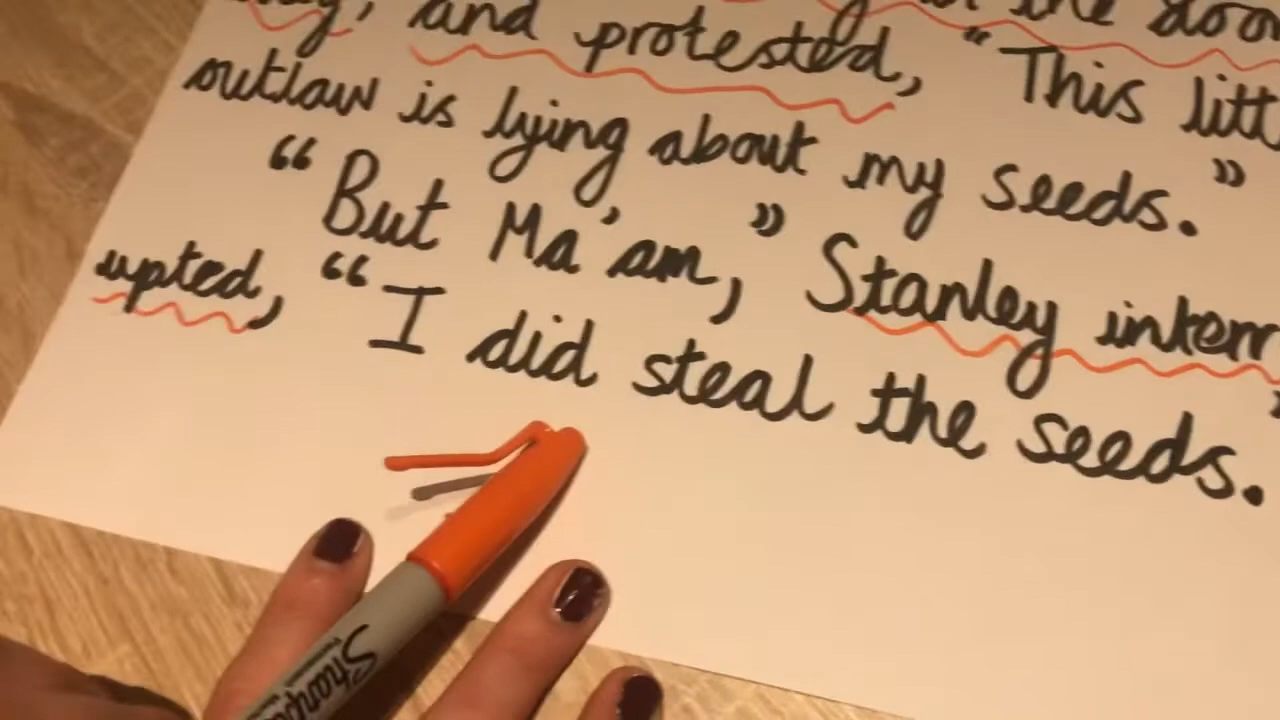 and protested, "This
outlaw is lying about my seeds."
"But Ma'am," Stanley interr
upted, "I did steal the seeds."
Sharpie